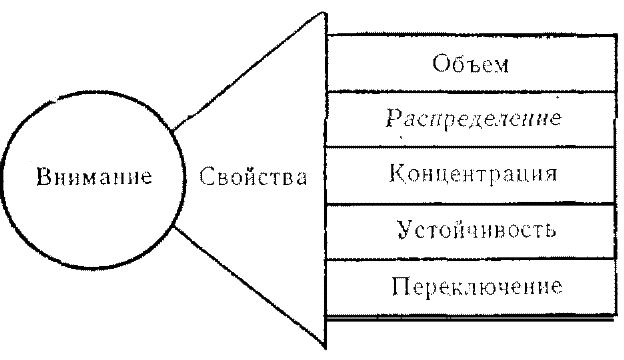 Внимание
Свойства
Объем
Распределение
Концентрация
Устойчивость
Переключение